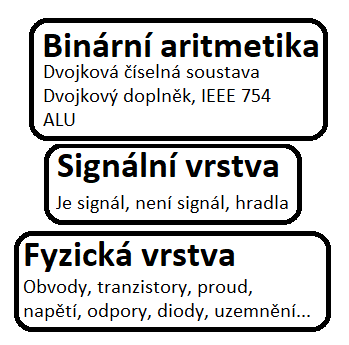 Binární aritmetika
Dvojková číselná soustava
Dvojkový doplněk, IEEE 754
ALU
Signální vrstva
Je signál, není signál, hradla
Fyzická vrstva
Obvody, tranzistory, proud,
napětí, odpory, diody, uzemnění...